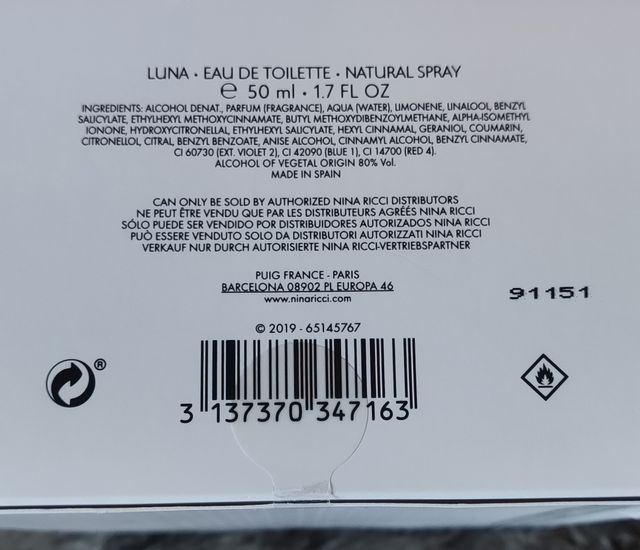 LUNA • EAU DE TOILETTE • NATURAL SPRAY
℮ 50 ml • 1.7 FL OZ
INGREDIENTS: ALCOHOL DENAT., PARFUM (FRAGRANCE), AQUA (WATER), LIMONENE, LINALOOL, BENZYL
SALICYLATE, ETHYLHEXYL METHOXYCINNAMATE, BUTYL METHOXYDIBENZOYLMETHANE, ALPHA-ISOMETHYL
IONONE, HYDROXYCITRONELLAL, ETHYLHEXYL SALICYLATE, HEXYL CINNAMAL, GERANIOL, COUMARIN,
CITRONELLOL, CITRAL, BENZYL BENZOATE, ANISE ALCOHOL, CINNAMYL ALCOHOL, BENZYL CINNAMATE,
CI 60730 (EXT. VIOLET 2), CI 42090 (BLUE 1), CI 14700 (RED 4).
ALCOHOL OF VEGETAL ORIGIN 80% Vol.
MADE IN SPAIN
CAN ONLY BE SOLD BY AUTHORIZED NINA RICCI DISTRIBUTORS
NE PEUT ÊTRE VENDU QUE PAR LES DISTRIBUTEURS AGRÉÉS NINA RICCI
SÓLO PUEDE SER VENDIDO POR DISTRIBUIDORES AUTORIZADOS NINA RICCI
PUÒ ESSERE VENDUTO SOLO DA DISTRIBUTORI AUTORIZZATI NINA RICCI
VERKAUF NUR DURCH AUTORISIERTE NINA RICCI-VERTRIEBSPARTNER
PUIG FRANCE - PARIS
BARCELONA 08902 PL EUROPA 46
www.ninaricci.com
91151
© 2019 - 65145767
®
3 137370 347163